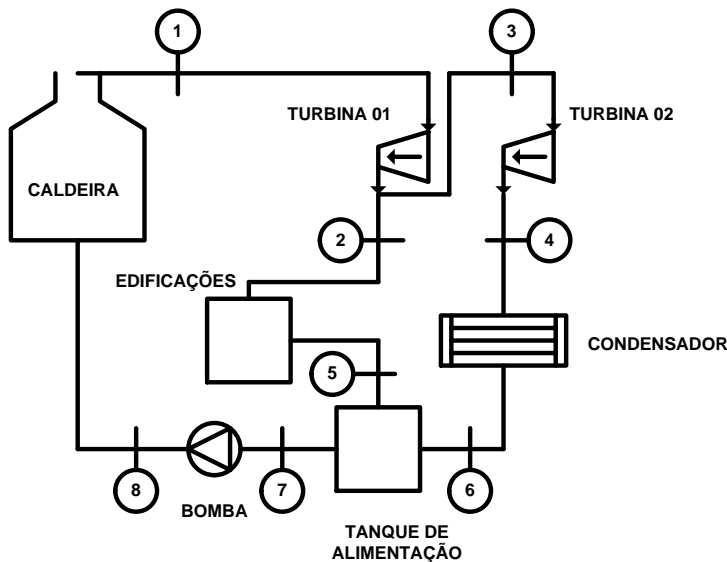 1
3
TURBINA 01
TURBINA 02
CALDEIRA
2
4
EDIFICAÇÕES
CONDENSADOR
5
8
7
6
BOMBA
TANQUE DE
ALIMENTAÇÃO